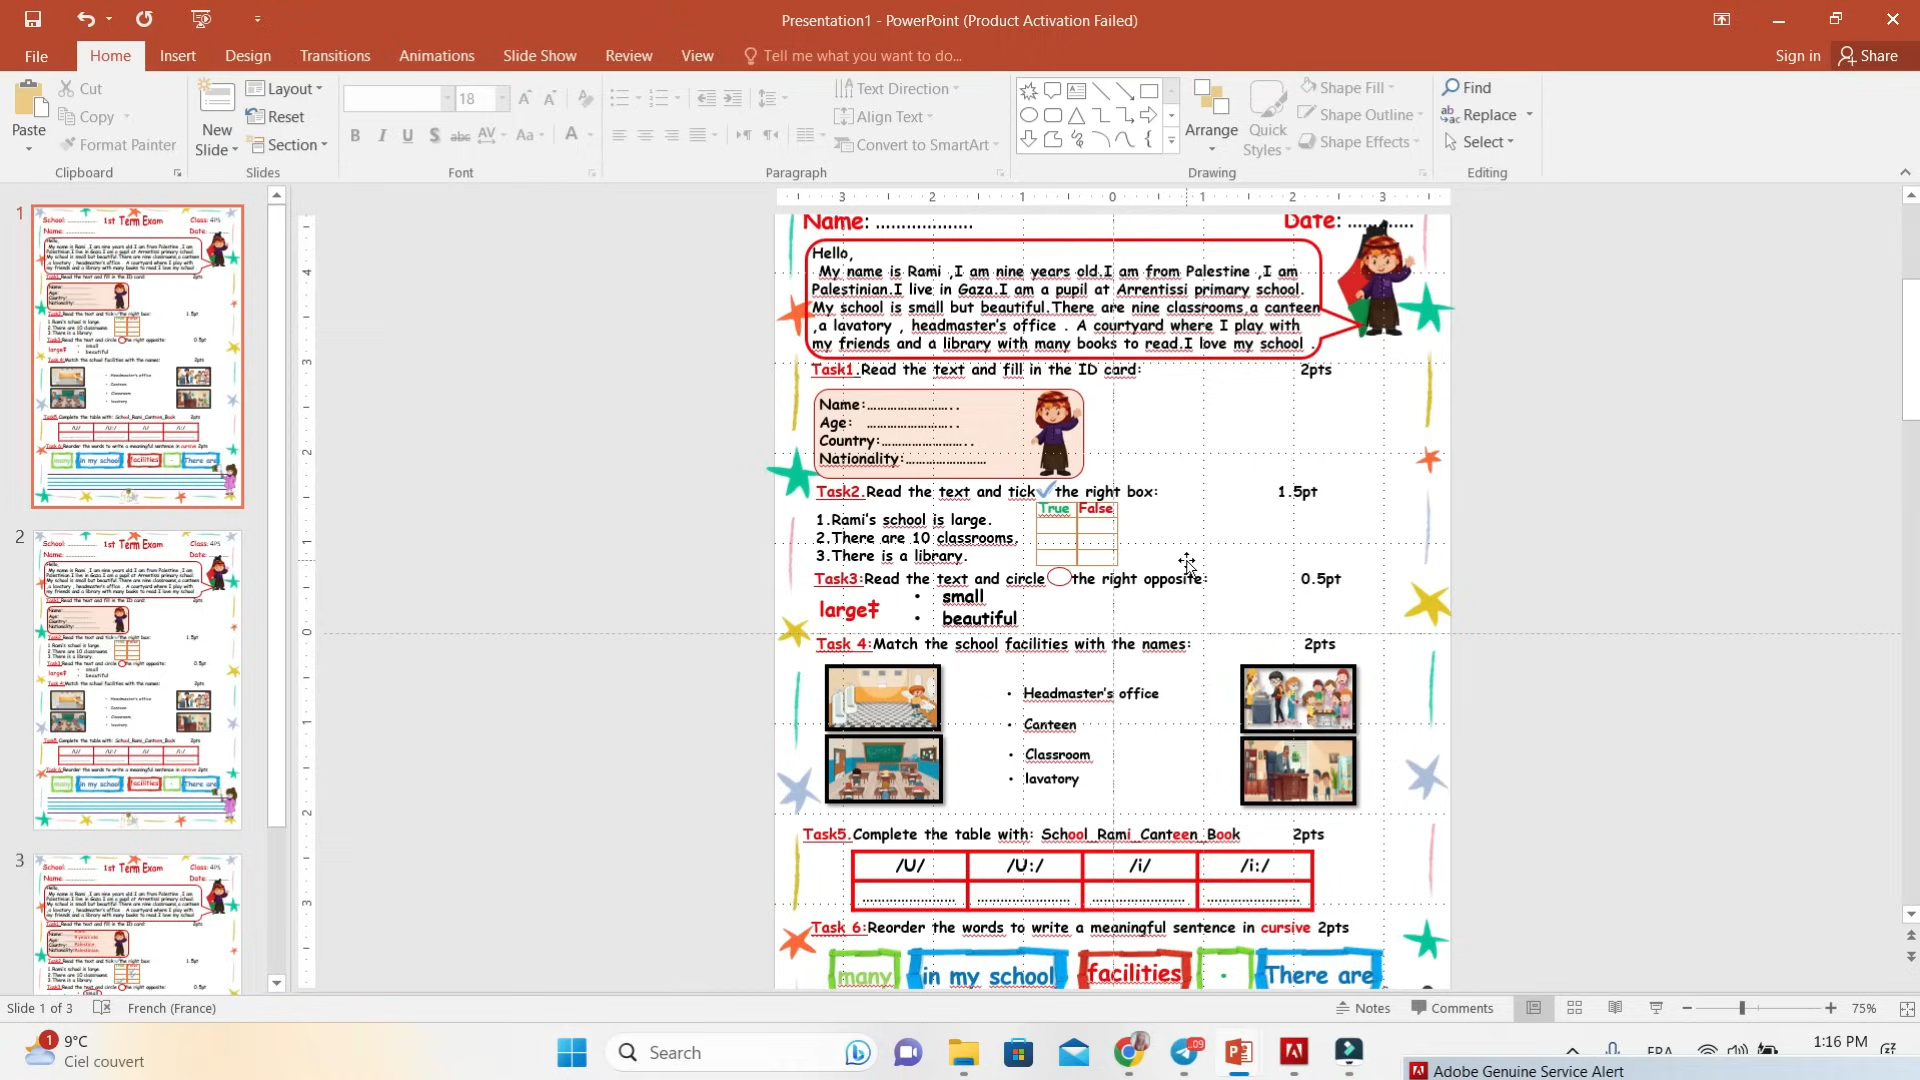 Presentation1 - PowerPoint (Product Activation Failed)
File Home Insert Design Transitions Animations Slide Show Review View Tell me what you want to do... Sign in Share
Paste
Cut
Copy
Format Painter
Clipboard
New Slide
Layout
Reset
Section
Slides
18
Font
Text Direction
Align Text
Convert to SmartArt
Paragraph
Arrange
Quick Styles
Shape Fill
Shape Outline
Shape Effects
Drawing
Find
Replace
Select
Editing
Name: ................... Date: .............
Hello,
My name is Rami ,I am nine years old.I am from Palestine ,I am
Palestinian.I live in Gaza.I am a pupil at Arrentissi primary school.
My school is small but beautiful.There are nine classrooms,a canteen
,a lavatory , headmaster's office . A courtyard where I play with
my friends and a library with many books to read.I love my school .
Task1.Read the text and fill in the ID card: 2pts
Name:..........................
Age: ..........................
Country:..........................
Nationality:........................
Task2.Read the text and tick the right box: 1.5pt
True False
1.Rami's school is large.
2.There are 10 classrooms.
3.There is a library.
Task3:Read the text and circle the right opposite: 0.5pt
large‡
• small
• beautiful
Task 4:Match the school facilities with the names: 2pts
• Headmaster's office
• Canteen
• Classroom
• lavatory
Task5.Complete the table with: School_Rami_Canteen_Book 2pts
/U/ /U:/ /i/ /i:/
........................ ........................ ........................ ........................
Task 6:Reorder the words to write a meaningful sentence in cursive 2pts
many in my school facilities . There are
1
2
3
Slide 1 of 3 French (France) Notes Comments 75%
1
9°C
Ciel couvert
Search
.09
FRA
1:16 PM
Adobe Genuine Service Alert